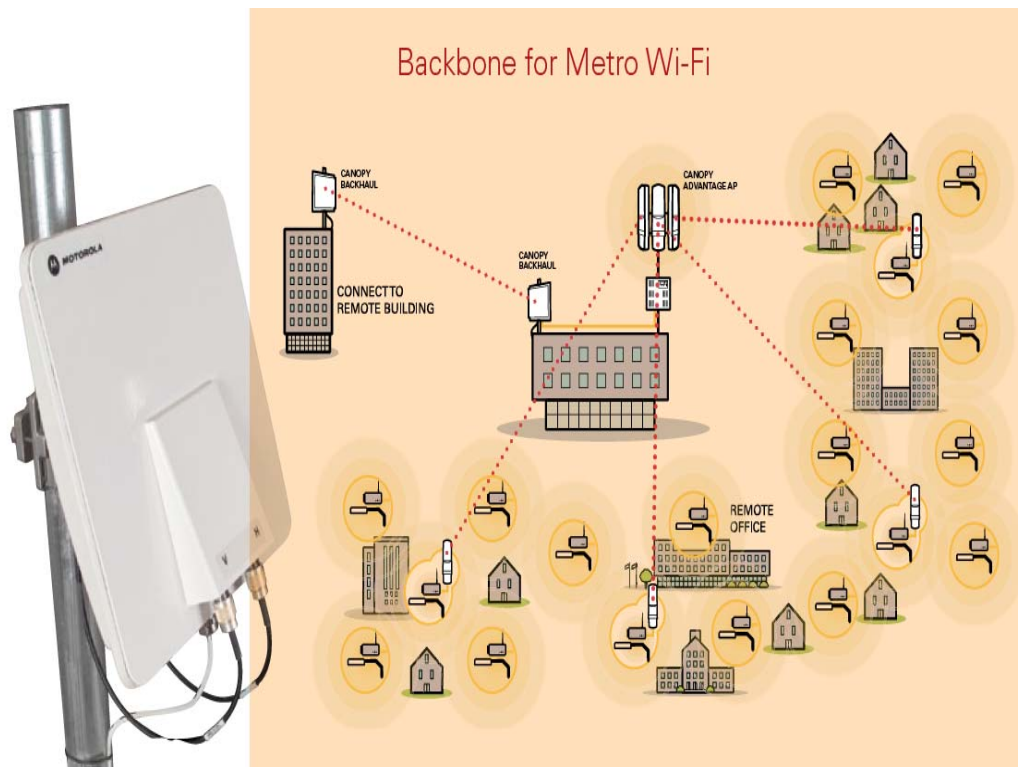 Backbone for Metro Wi-Fi
MOTOROLA
CANOPY
BACKHAUL
CANOPY
ADVANTAGE AP
CANOPY
BACKHAUL
CONNECT TO
REMOTE BUILDING
REMOTE
OFFICE
V
H